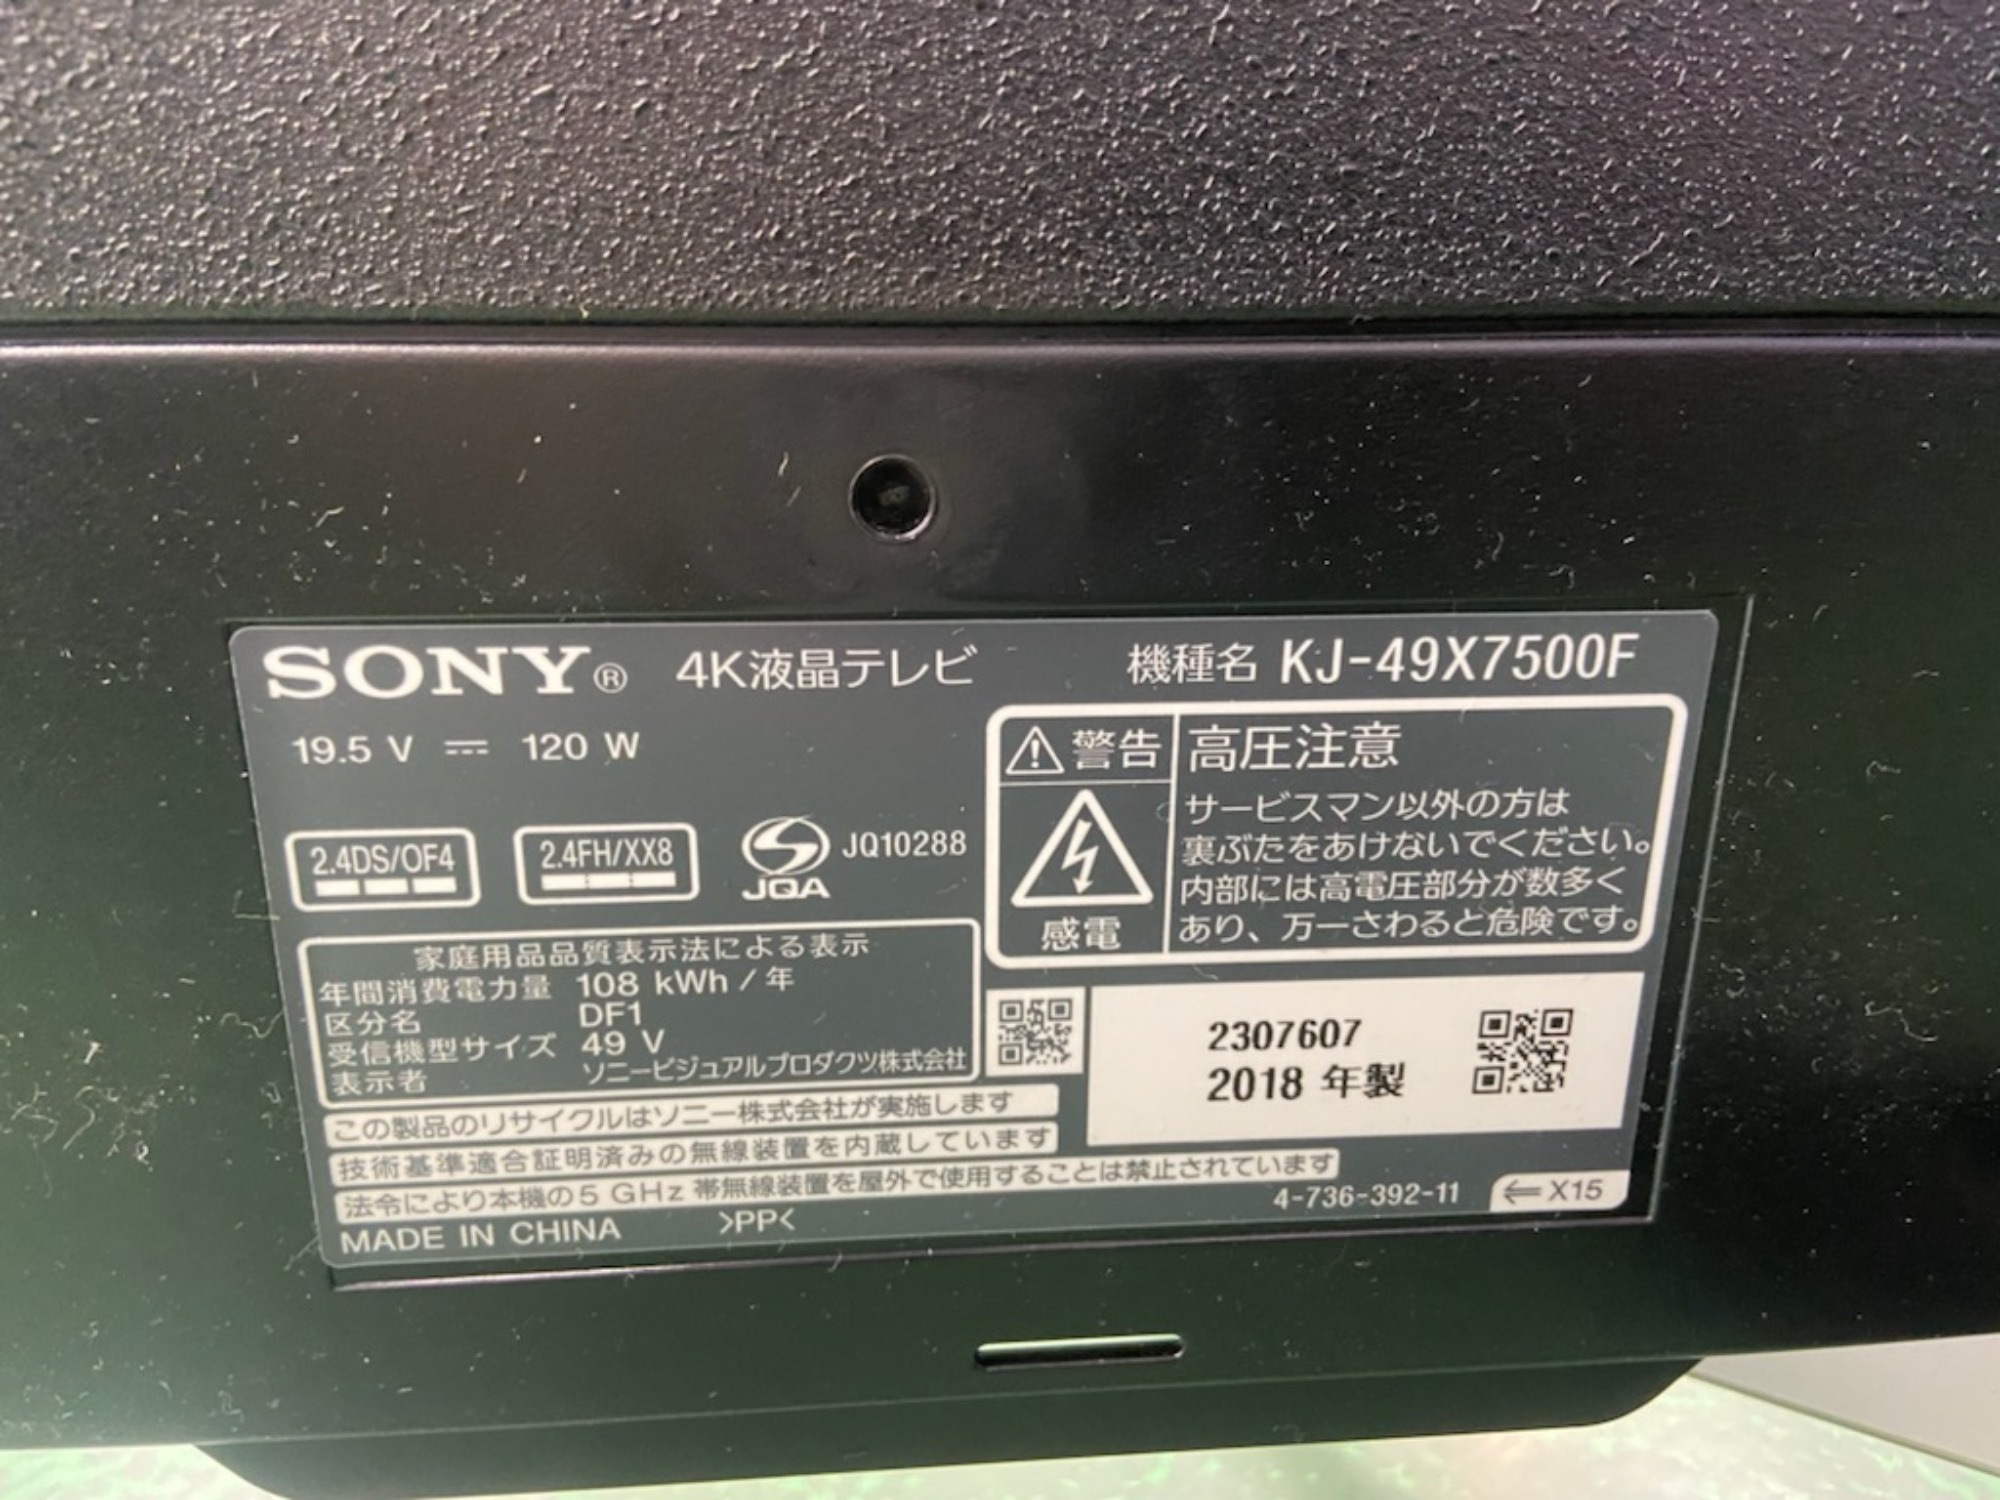 SONY® 4K液晶テレビ 機種名 KJ-49X7500F
19.5 V ⎓ 120 W
2.4DS/OF4
2.4FH/XX8
JQA JQ10288
⚠警告
感電
高圧注意
サービスマン以外の方は
裏ぶたをあけないでください。
内部には高電圧部分が数多く
あり、万一さわると危険です。
家庭用品品質表示法による表示
年間消費電力量 108 kWh / 年
区分名 DF1
受信機型サイズ 49 V
表示者 ソニービジュアルプロダクツ株式会社
2307607
2018 年製
この製品のリサイクルはソニー株式会社が実施します
技術基準適合証明済みの無線装置を内蔵しています
法令により本機の5 GHz 帯無線装置を屋外で使用することは禁止されています
MADE IN CHINA >PP<
4-736-392-11 ⇐X15